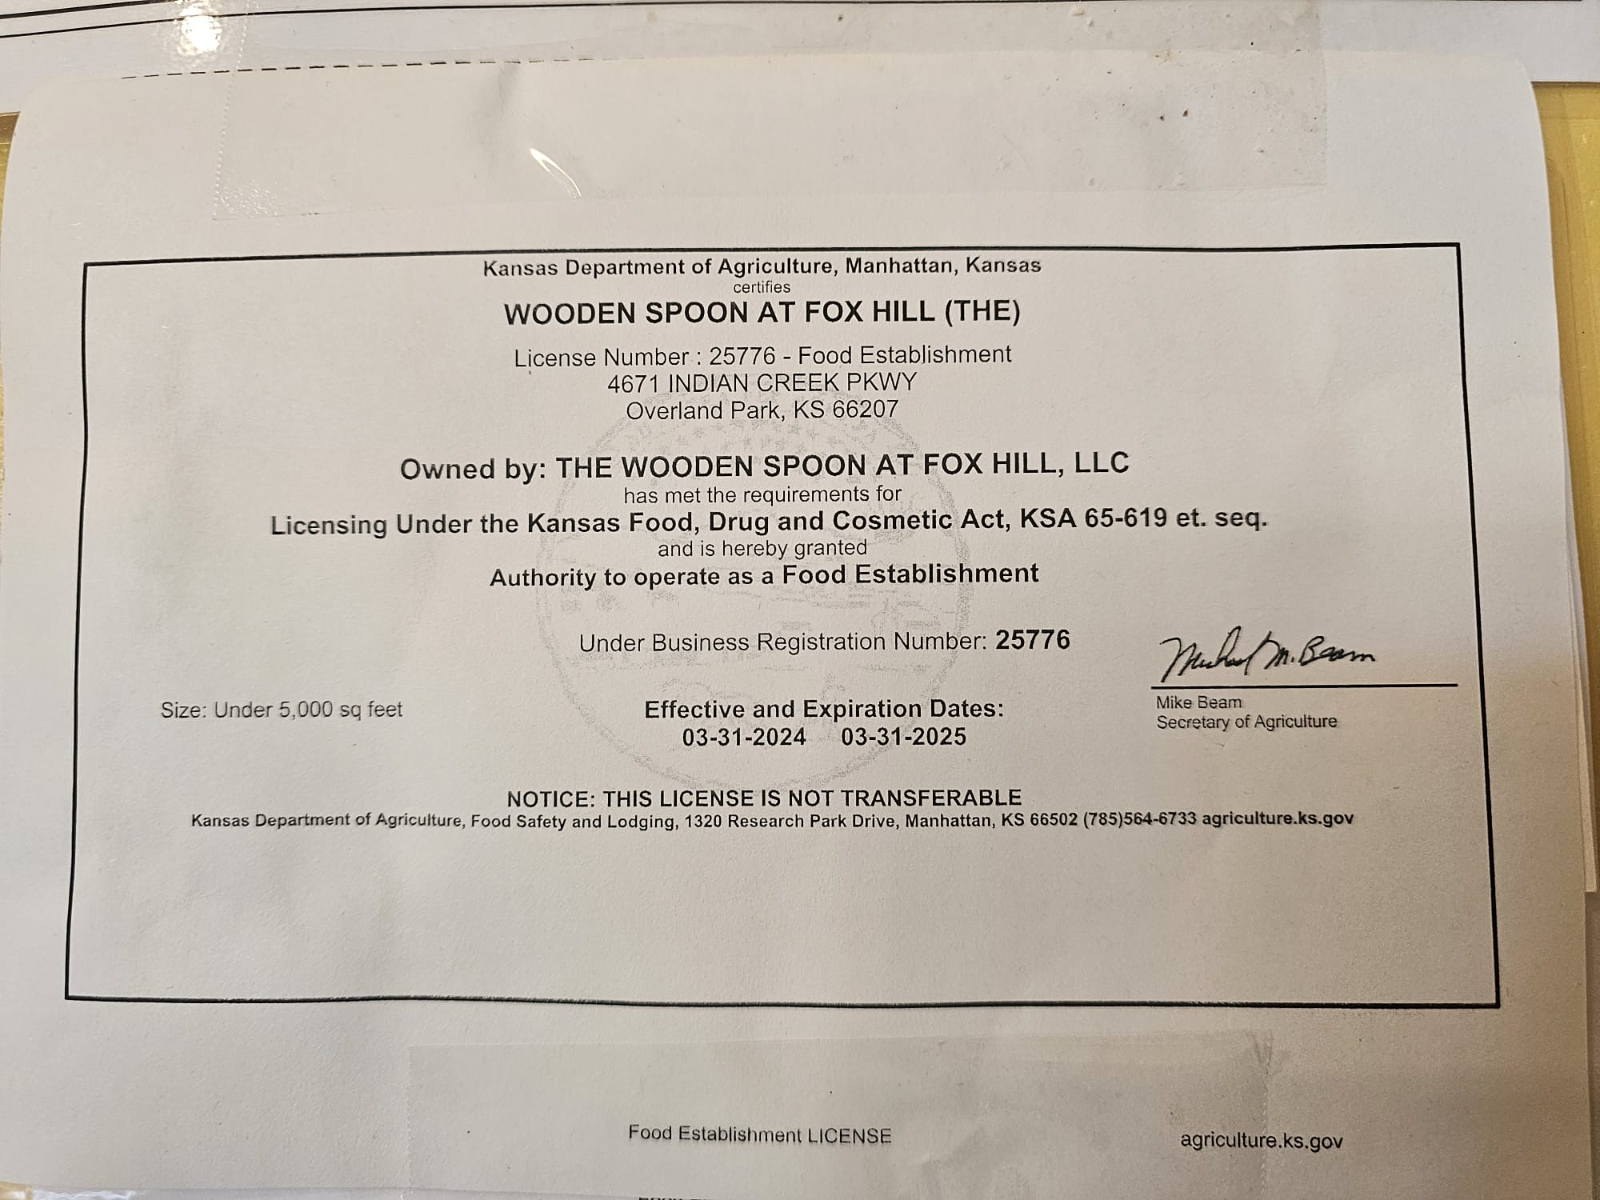 Kansas Department of Agriculture, Manhattan, Kansas
certifies
WOODEN SPOON AT FOX HILL (THE)
License Number : 25776 - Food Establishment
4671 INDIAN CREEK PKWY
Overland Park, KS 66207
Owned by: THE WOODEN SPOON AT FOX HILL, LLC
has met the requirements for
Licensing Under the Kansas Food, Drug and Cosmetic Act, KSA 65-619 et. seq.
and is hereby granted
Authority to operate as a Food Establishment
Under Business Registration Number: 25776
Michael M. Beam
Mike Beam
Secretary of Agriculture
Size: Under 5,000 sq feet
Effective and Expiration Dates:
03-31-2024 03-31-2025
NOTICE: THIS LICENSE IS NOT TRANSFERABLE
Kansas Department of Agriculture, Food Safety and Lodging, 1320 Research Park Drive, Manhattan, KS 66502 (785)564-6733 agriculture.ks.gov
Food Establishment LICENSE
agriculture.ks.gov